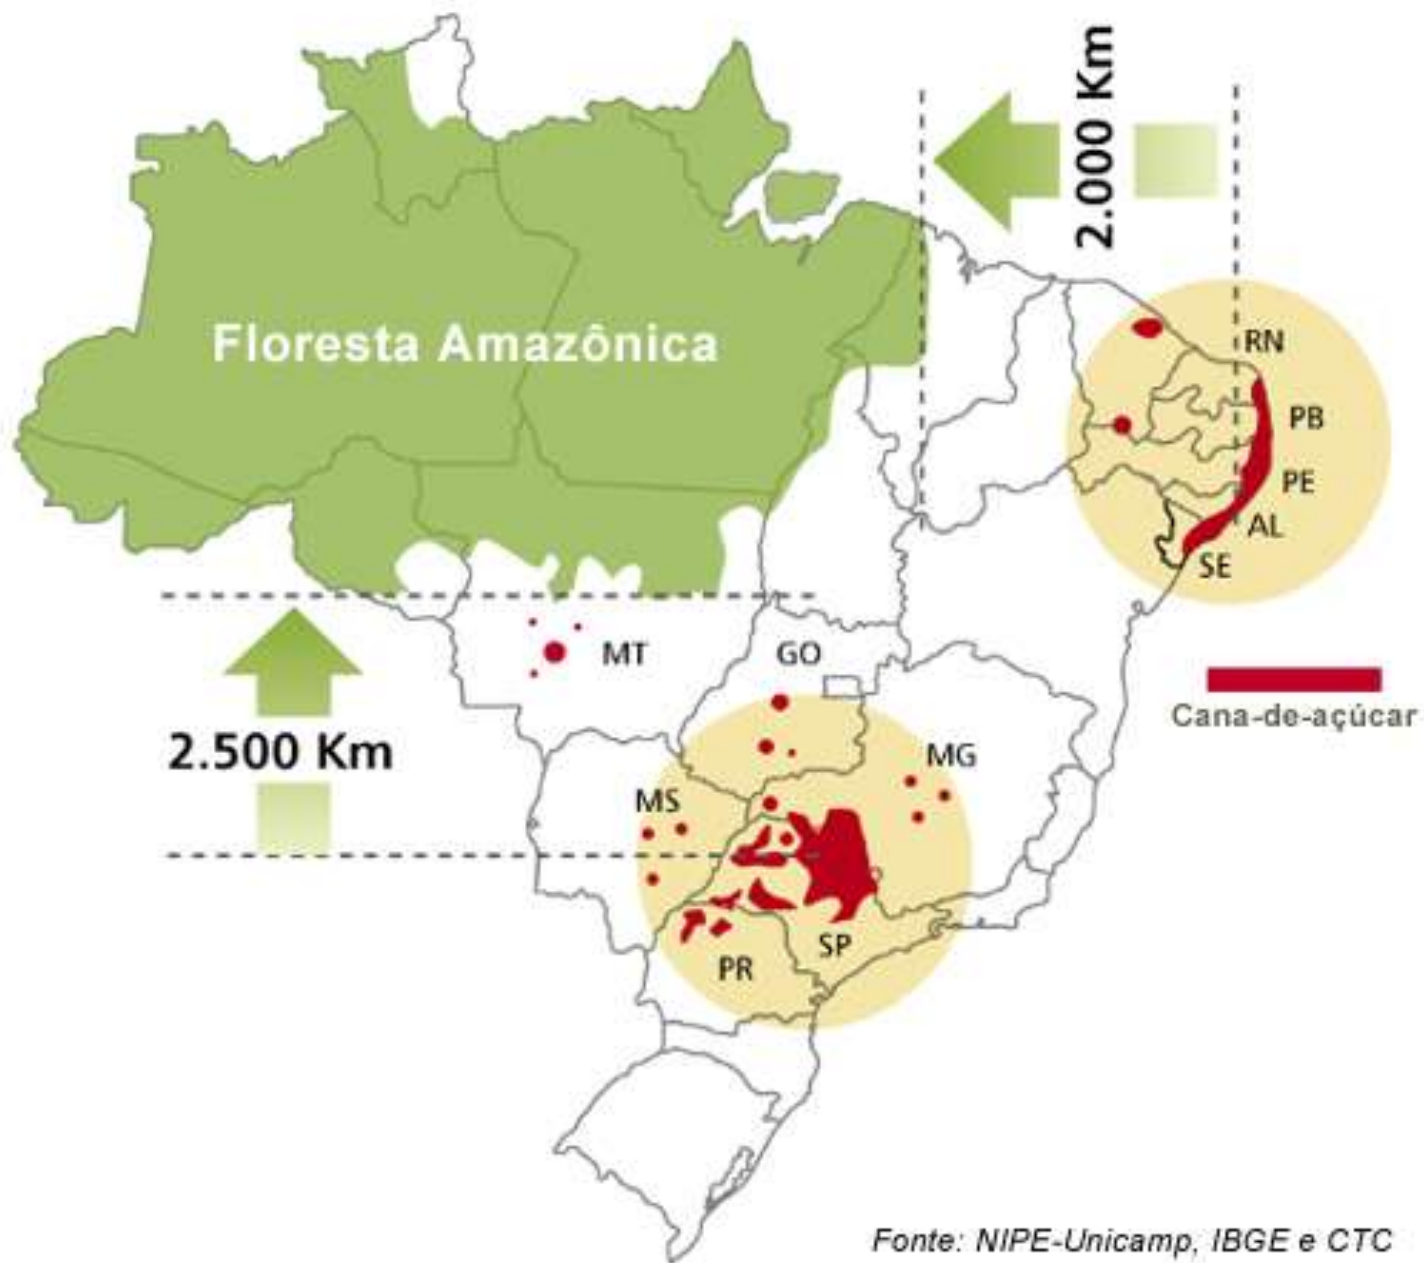 2.000 Km
Floresta Amazônica
RN
PB
PE
AL
SE
MT
GO
Cana-de-açúcar
2.500 Km
MG
MS
SP
PR
Fonte: NIPE-Unicamp, IBGE e CTC